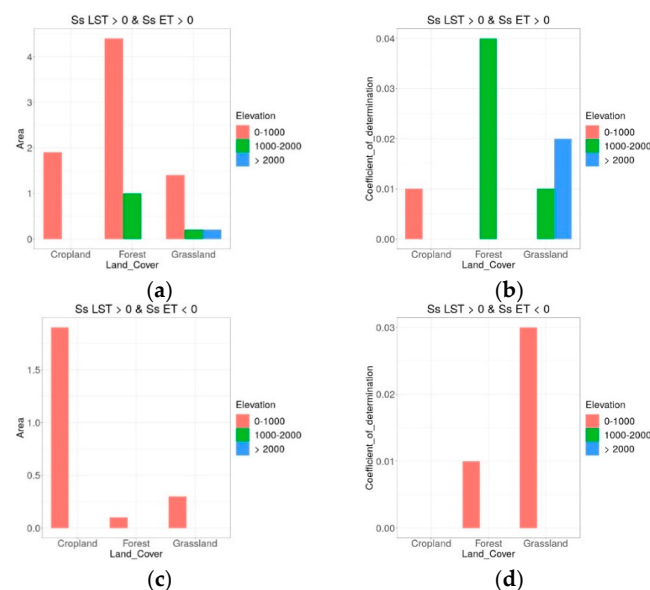 Ss LST > 0 & Ss ET > 0
4
3
2
1
0
Area
Cropland Forest Grassland
Land_Cover
Elevation
0-1000
1000-2000
> 2000
(a)
Ss LST > 0 & Ss ET > 0
0.04
0.03
0.02
0.01
0.00
Coefficient_of_determination
Cropland Forest Grassland
Land_Cover
Elevation
0-1000
1000-2000
> 2000
(b)
Ss LST > 0 & Ss ET < 0
1.5
1.0
0.5
0.0
Area
Cropland Forest Grassland
Land_Cover
Elevation
0-1000
1000-2000
> 2000
(c)
Ss LST > 0 & Ss ET < 0
0.03
0.02
0.01
0.00
Coefficient_of_determination
Cropland Forest Grassland
Land_Cover
Elevation
0-1000
1000-2000
> 2000
(d)